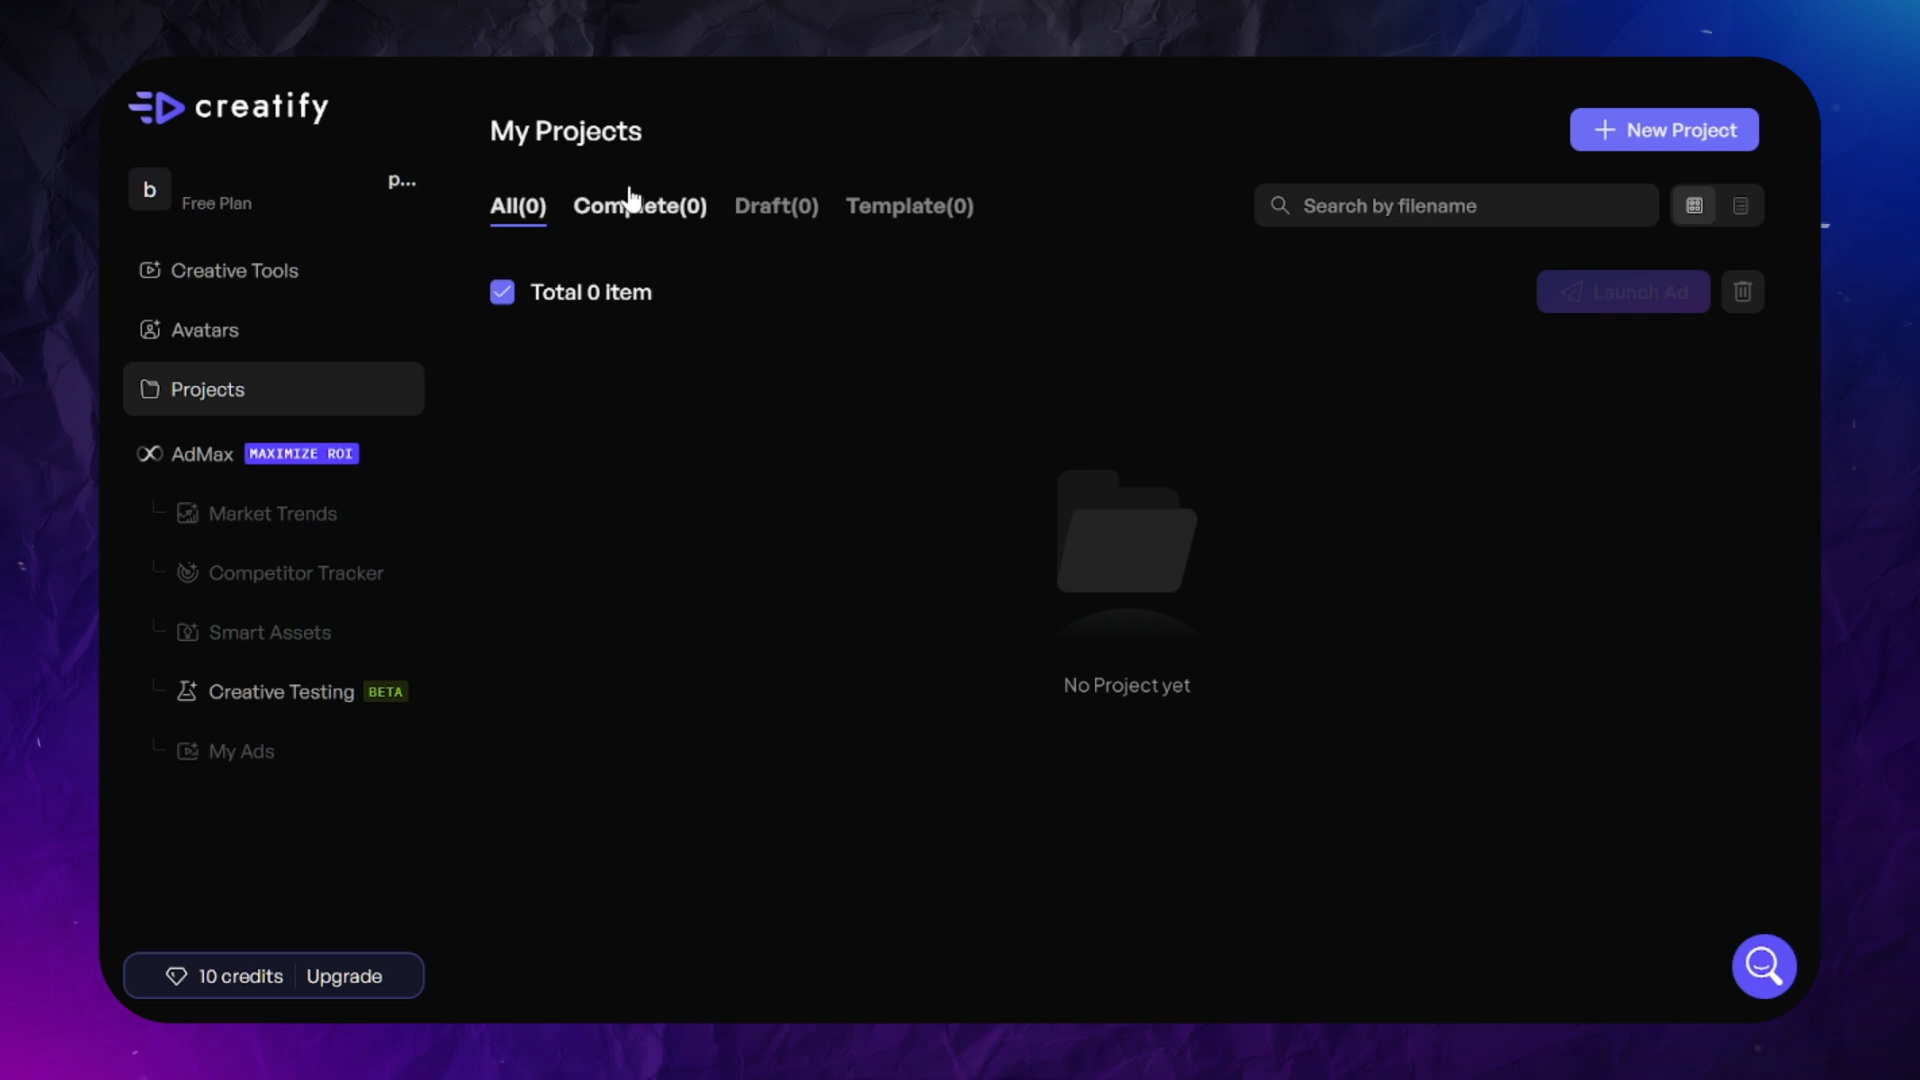 creatify
b
p...
Free Plan
Creative Tools
Avatars
Projects
AdMax MAXIMIZE ROI
Market Trends
Competitor Tracker
Smart Assets
Creative Testing BETA
My Ads
10 credits Upgrade
My Projects
New Project
All(0) Complete(0) Draft(0) Template(0)
Search by filename
Total 0 item
Launch Ad
No Project yet